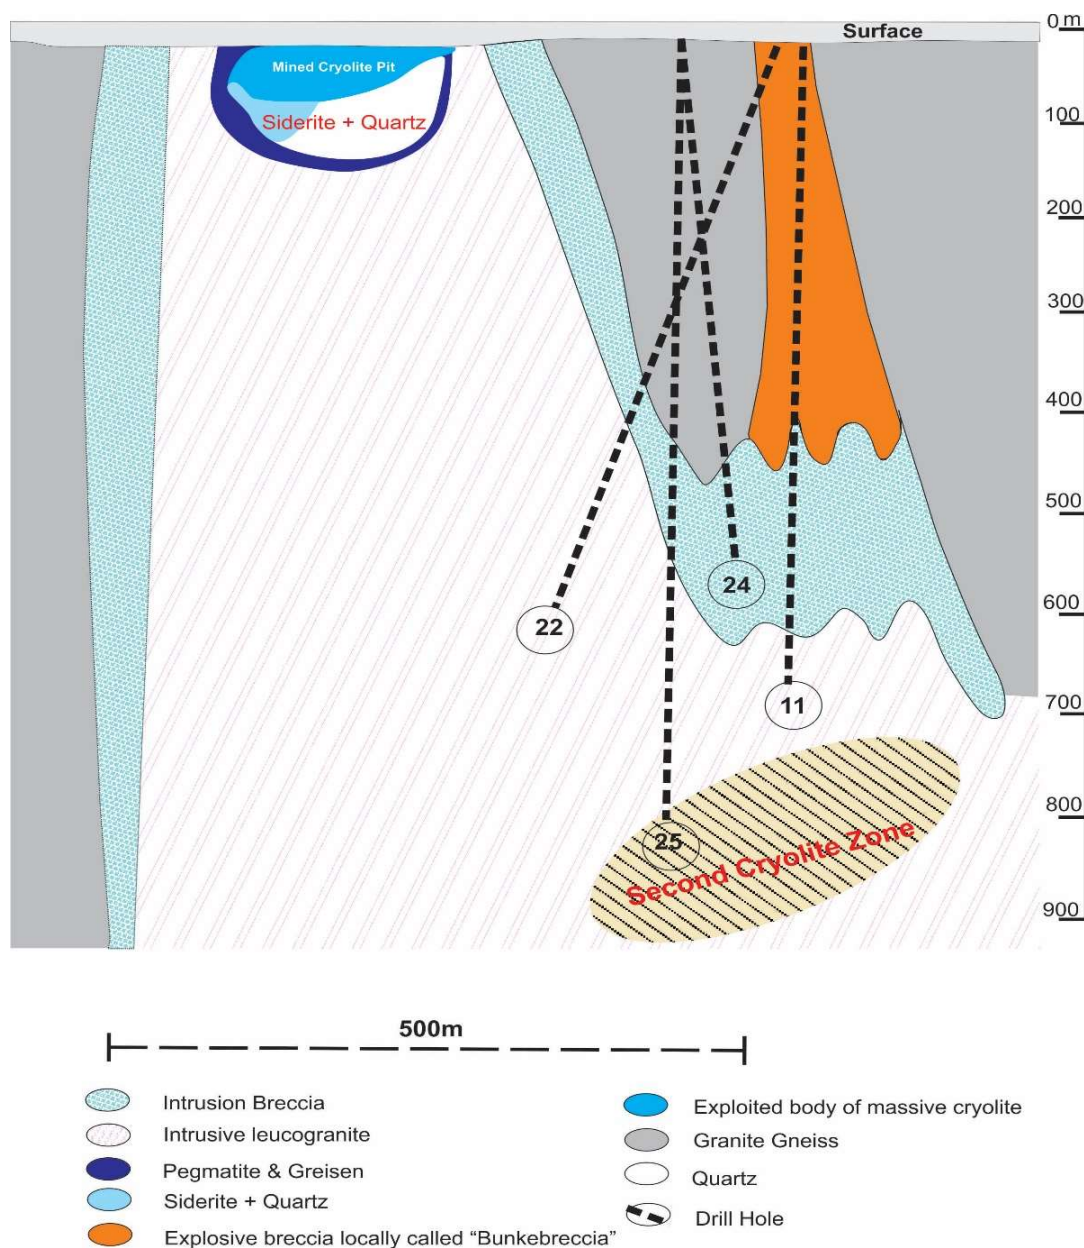 Surface
0 m
Mined Cryolite Pit
Siderite + Quartz
100
200
300
400
500
24
600
22
11
700
800
25
Second Cryolite Zone
900
500m
Intrusion Breccia
Intrusive leucogranite
Pegmatite & Greisen
Siderite + Quartz
Explosive breccia locally called “Bunkebreccia”
Exploited body of massive cryolite
Granite Gneiss
Quartz
Drill Hole